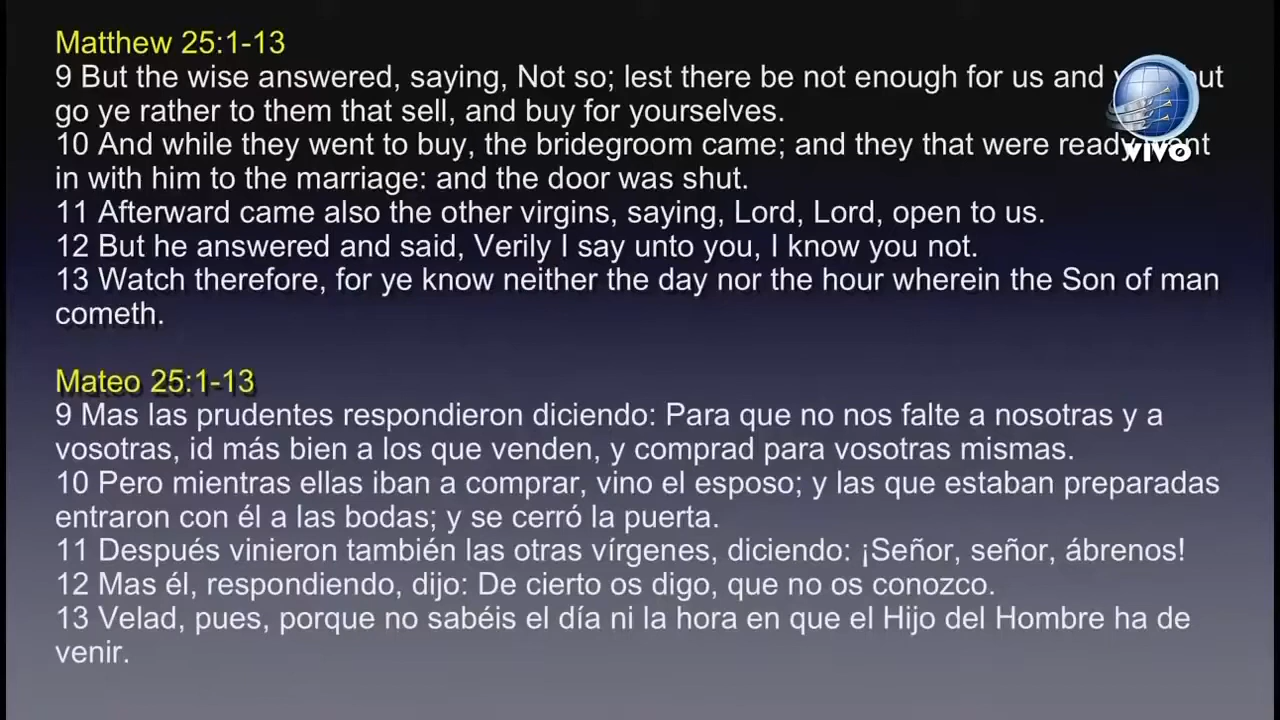 Matthew 25:1-13
9 But the wise answered, saying, Not so; lest there be not enough for us and but
go ye rather to them that sell, and buy for yourselves.
10 And while they went to buy, the bridegroom came; and they that were ready went
in with him to the marriage: and the door was shut.
11 Afterward came also the other virgins, saying, Lord, Lord, open to us.
12 But he answered and said, Verily I say unto you, I know you not.
13 Watch therefore, for ye know neither the day nor the hour wherein the Son of man
cometh.
Mateo 25:1-13
9 Mas las prudentes respondieron diciendo: Para que no nos falte a nosotras y a
vosotras, id más bien a los que venden, y comprad para vosotras mismas.
10 Pero mientras ellas iban a comprar, vino el esposo; y las que estaban preparadas
entraron con él a las bodas; y se cerró la puerta.
11 Después vinieron también las otras vírgenes, diciendo: ¡Señor, señor, ábrenos!
12 Mas él, respondiendo, dijo: De cierto os digo, que no os conozco.
13 Velad, pues, porque no sabéis el día ni la hora en que el Hijo del Hombre ha de
venir.
VIVO